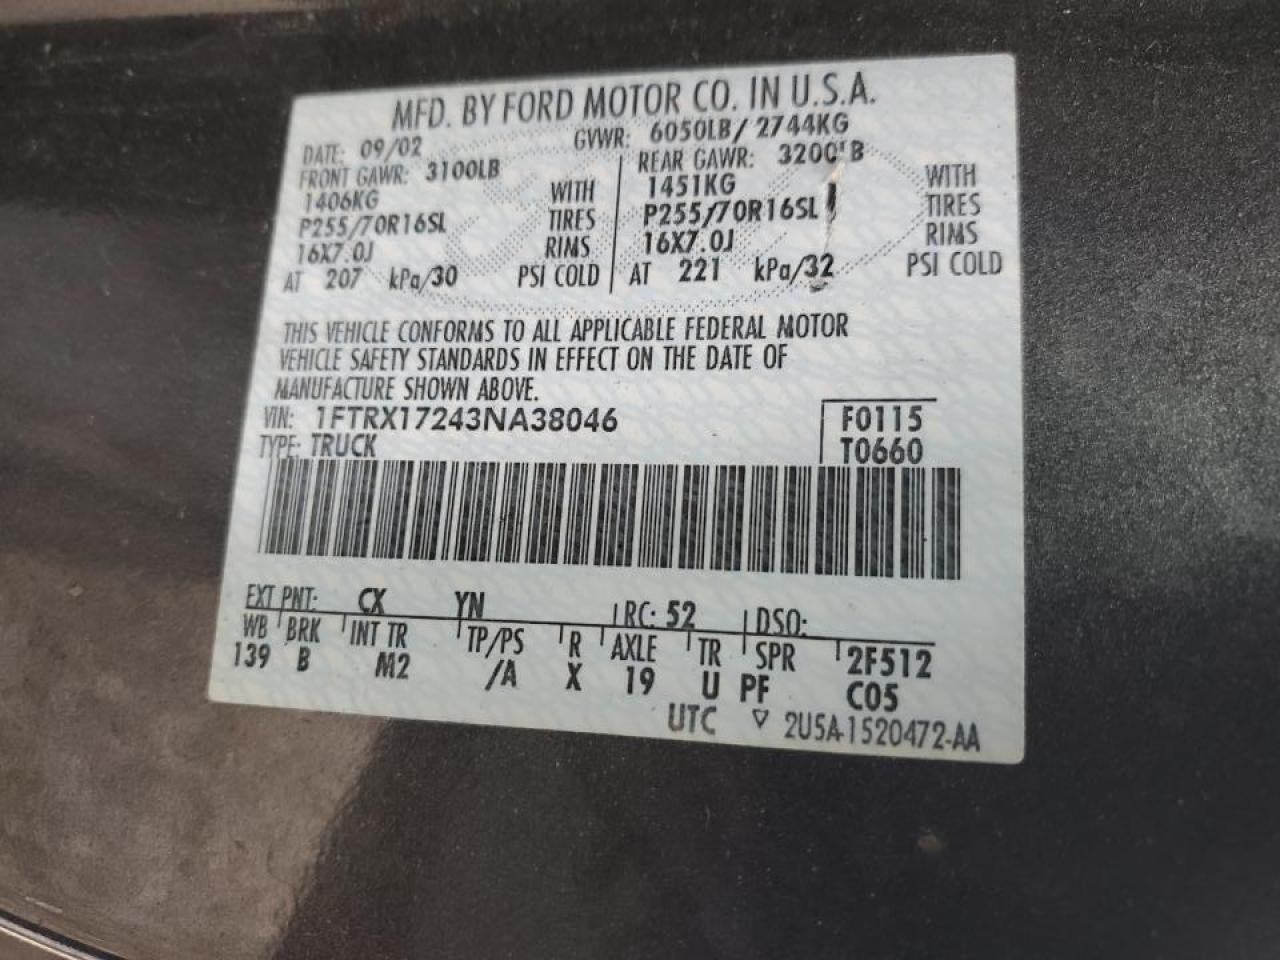 MFD. BY FORD MOTOR CO. IN U.S.A.
DATE: 09/02 GVWR: 6050LB/ 2744KG
FRONT GAWR: 3100LB REAR GAWR: 3200LB
1406KG WITH 1451KG WITH
P255/70R16SL TIRES P255/70R16SL TIRES
16X7.0J RIMS 16X7.0J RIMS
AT 207 kPa/30 PSI COLD AT 221 kPa/32 PSI COLD
THIS VEHICLE CONFORMS TO ALL APPLICABLE FEDERAL MOTOR
VEHICLE SAFETY STANDARDS IN EFFECT ON THE DATE OF
MANUFACTURE SHOWN ABOVE.
VIN: 1FTRX17243NA38046 F0115
TYPE: TRUCK T0660
EXT PNT: CX YN RC: 52 DSO:
WB BRK INT TR TP/PS R AXLE TR SPR 2F512
139 B M2 /A X 19 U PF C05
UTC ▽ 2U5A-1520472-AA